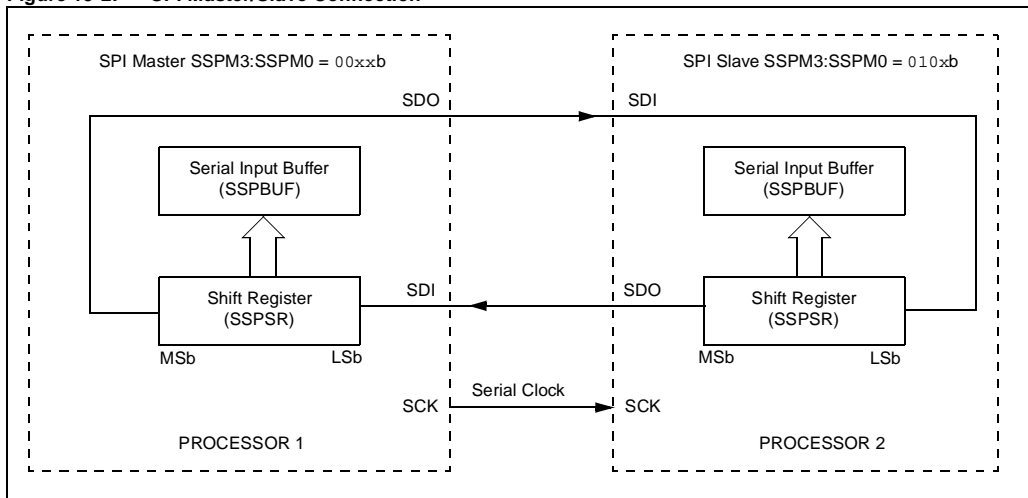 SPI Master SSPM3:SSPM0 = 00xxb
SPI Slave SSPM3:SSPM0 = 010xb
SDO
SDI
Serial Input Buffer
(SSPBUF)
Serial Input Buffer
(SSPBUF)
SDI
SDO
Shift Register
(SSPSR)
Shift Register
(SSPSR)
MSb
LSb
MSb
LSb
Serial Clock
SCK
SCK
PROCESSOR 1
PROCESSOR 2